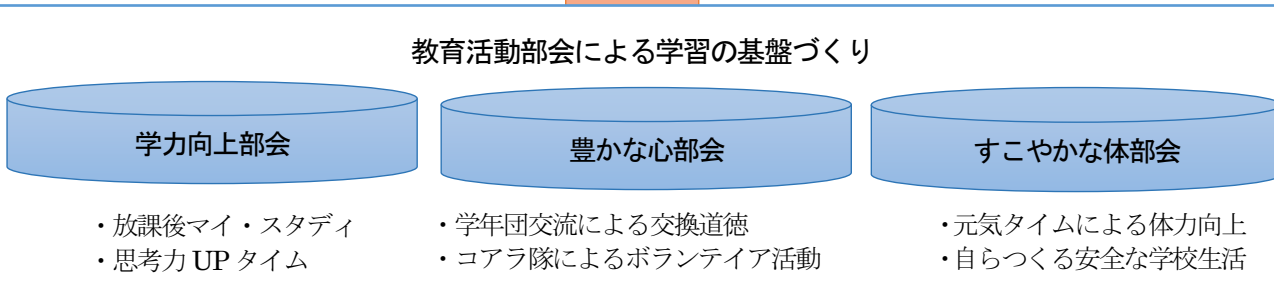 教育活動部会による学習の基盤づくり
学力向上部会
豊かな心部会
すこやかな体部会
・放課後マイ・スタディ
・思考力 UP タイム
・学年団交流による交換道徳
・コアラ隊によるボランテイア活動
・元気タイムによる体力向上
・自らつくる安全な学校生活